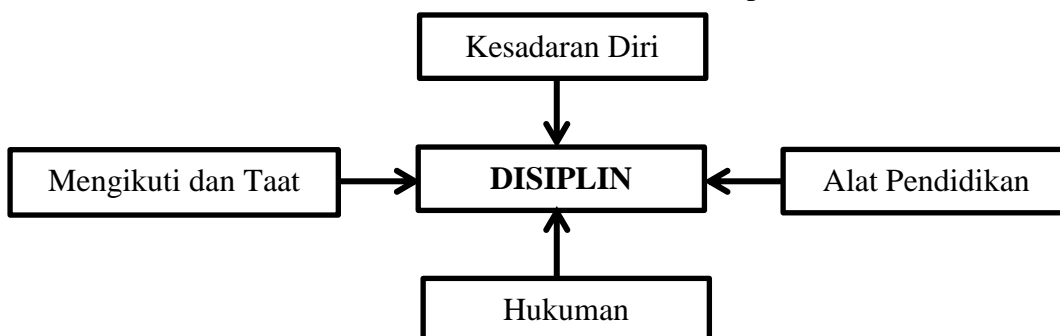 Kesadaran Diri
Mengikuti dan Taat
DISIPLIN
Alat Pendidikan
Hukuman